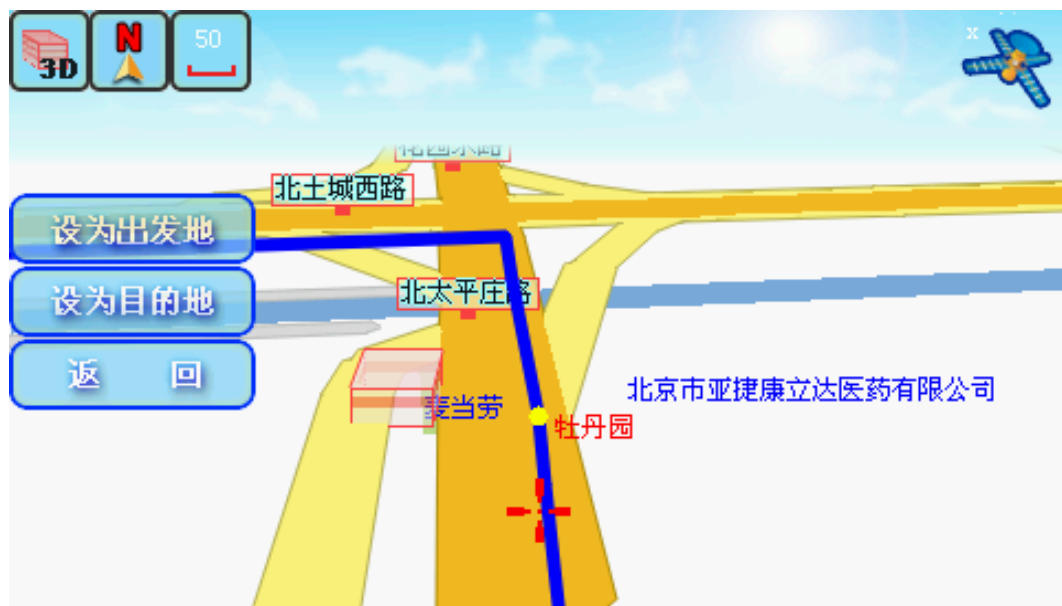 3D
N
50
x
北土城西路
设为出发地
设为目的地
返 回
北太平庄路
北京市亚捷康立达医药有限公司
麦当劳
牡丹园